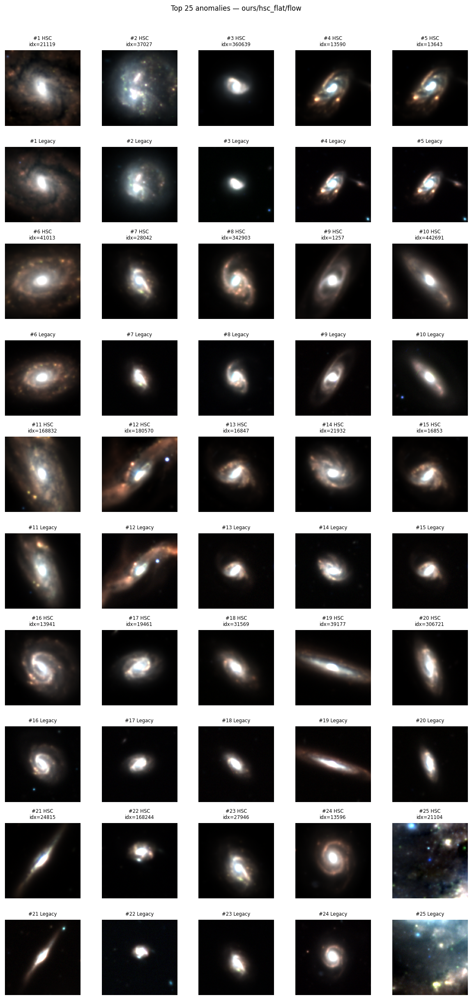 Top 25 anomalies — ours/hsc_flat/flow
#1 HSC
idx=21119
#2 HSC
idx=37027
#3 HSC
idx=360639
#4 HSC
idx=13590
#5 HSC
idx=13643
#1 Legacy
#2 Legacy
#3 Legacy
#4 Legacy
#5 Legacy
#6 HSC
idx=41013
#7 HSC
idx=28042
#8 HSC
idx=342903
#9 HSC
idx=1257
#10 HSC
idx=442691
#6 Legacy
#7 Legacy
#8 Legacy
#9 Legacy
#10 Legacy
#11 HSC
idx=168832
#12 HSC
idx=180570
#13 HSC
idx=16847
#14 HSC
idx=21932
#15 HSC
idx=16853
#11 Legacy
#12 Legacy
#13 Legacy
#14 Legacy
#15 Legacy
#16 HSC
idx=13941
#17 HSC
idx=19461
#18 HSC
idx=31569
#19 HSC
idx=39177
#20 HSC
idx=306721
#16 Legacy
#17 Legacy
#18 Legacy
#19 Legacy
#20 Legacy
#21 HSC
idx=24815
#22 HSC
idx=168244
#23 HSC
idx=27946
#24 HSC
idx=13596
#25 HSC
idx=21104
#21 Legacy
#22 Legacy
#23 Legacy
#24 Legacy
#25 Legacy